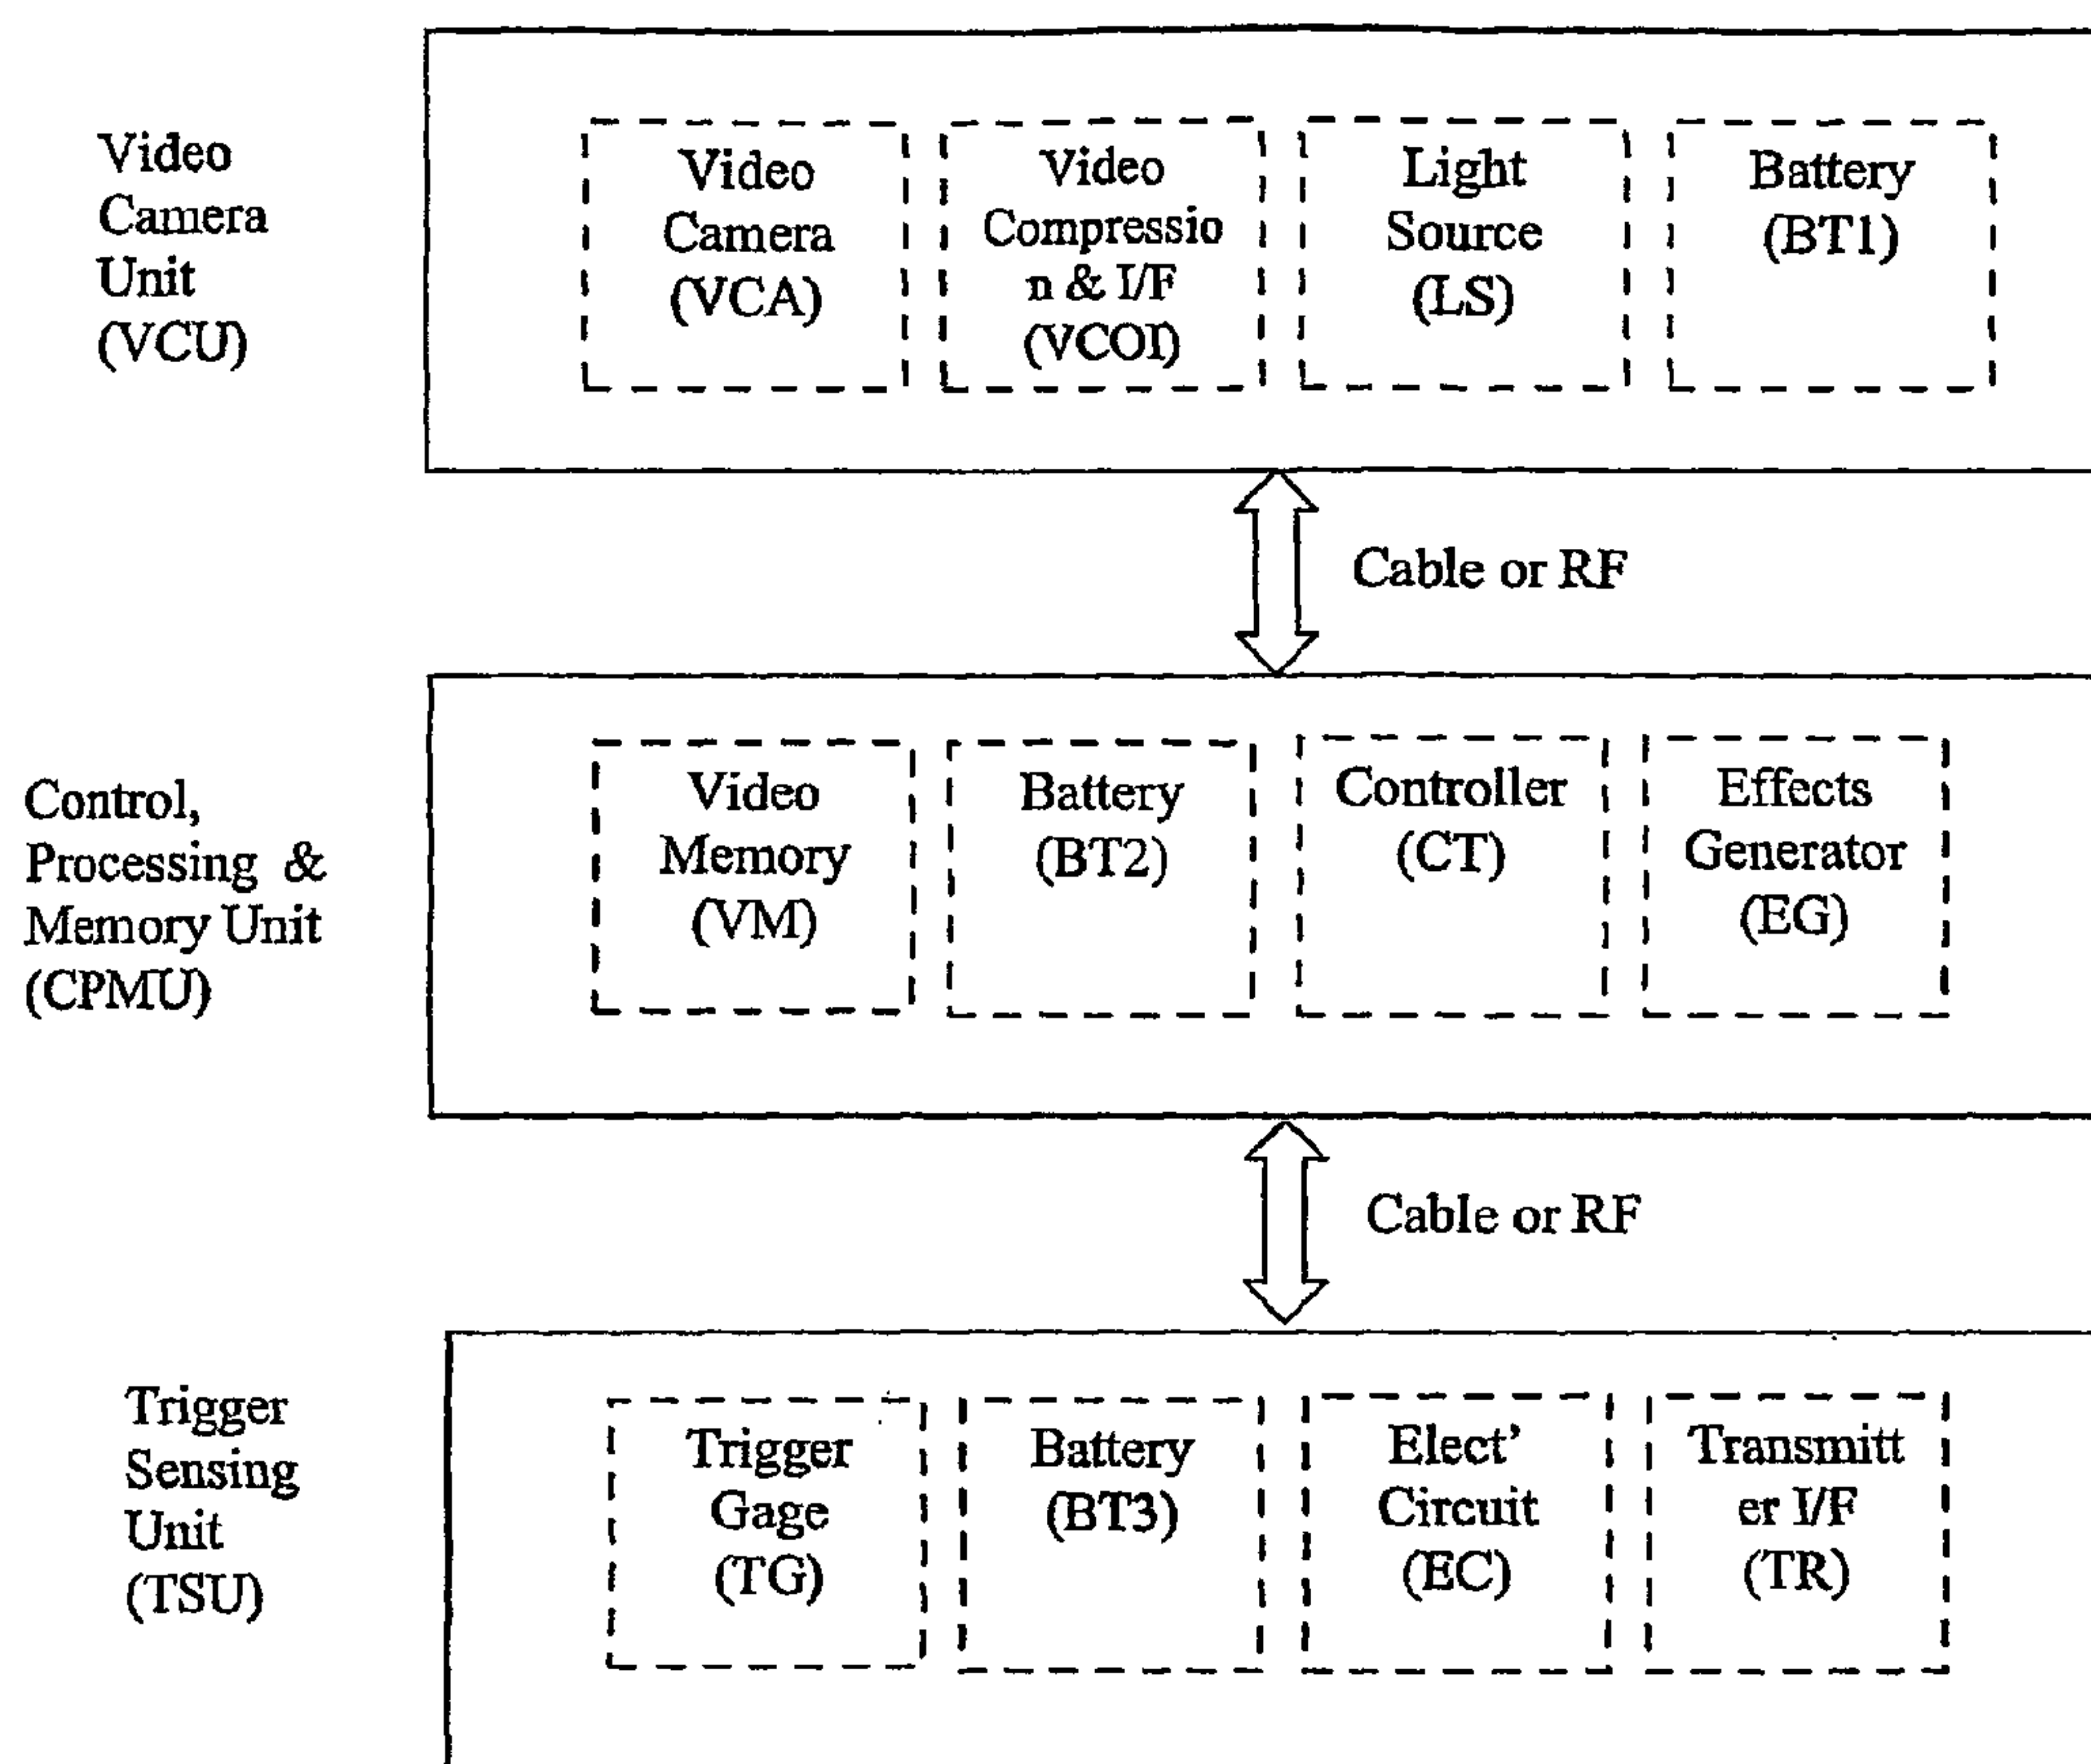 Video
Camera
Unit
(VCU)
Video
Camera
(VCA)
Video
Compressio
n & I/F
(VCOI)
Light
Source
(LS)
Battery
(BT1)
Cable or RF
Control,
Processing &
Memory Unit
(CPMU)
Video
Memory
(VM)
Battery
(BT2)
Controller
(CT)
Effects
Generator
(EG)
Cable or RF
Trigger
Sensing
Unit
(TSU)
Trigger
Gage
(TG)
Battery
(BT3)
Elect'
Circuit
(EC)
Transmitt
er I/F
(TR)